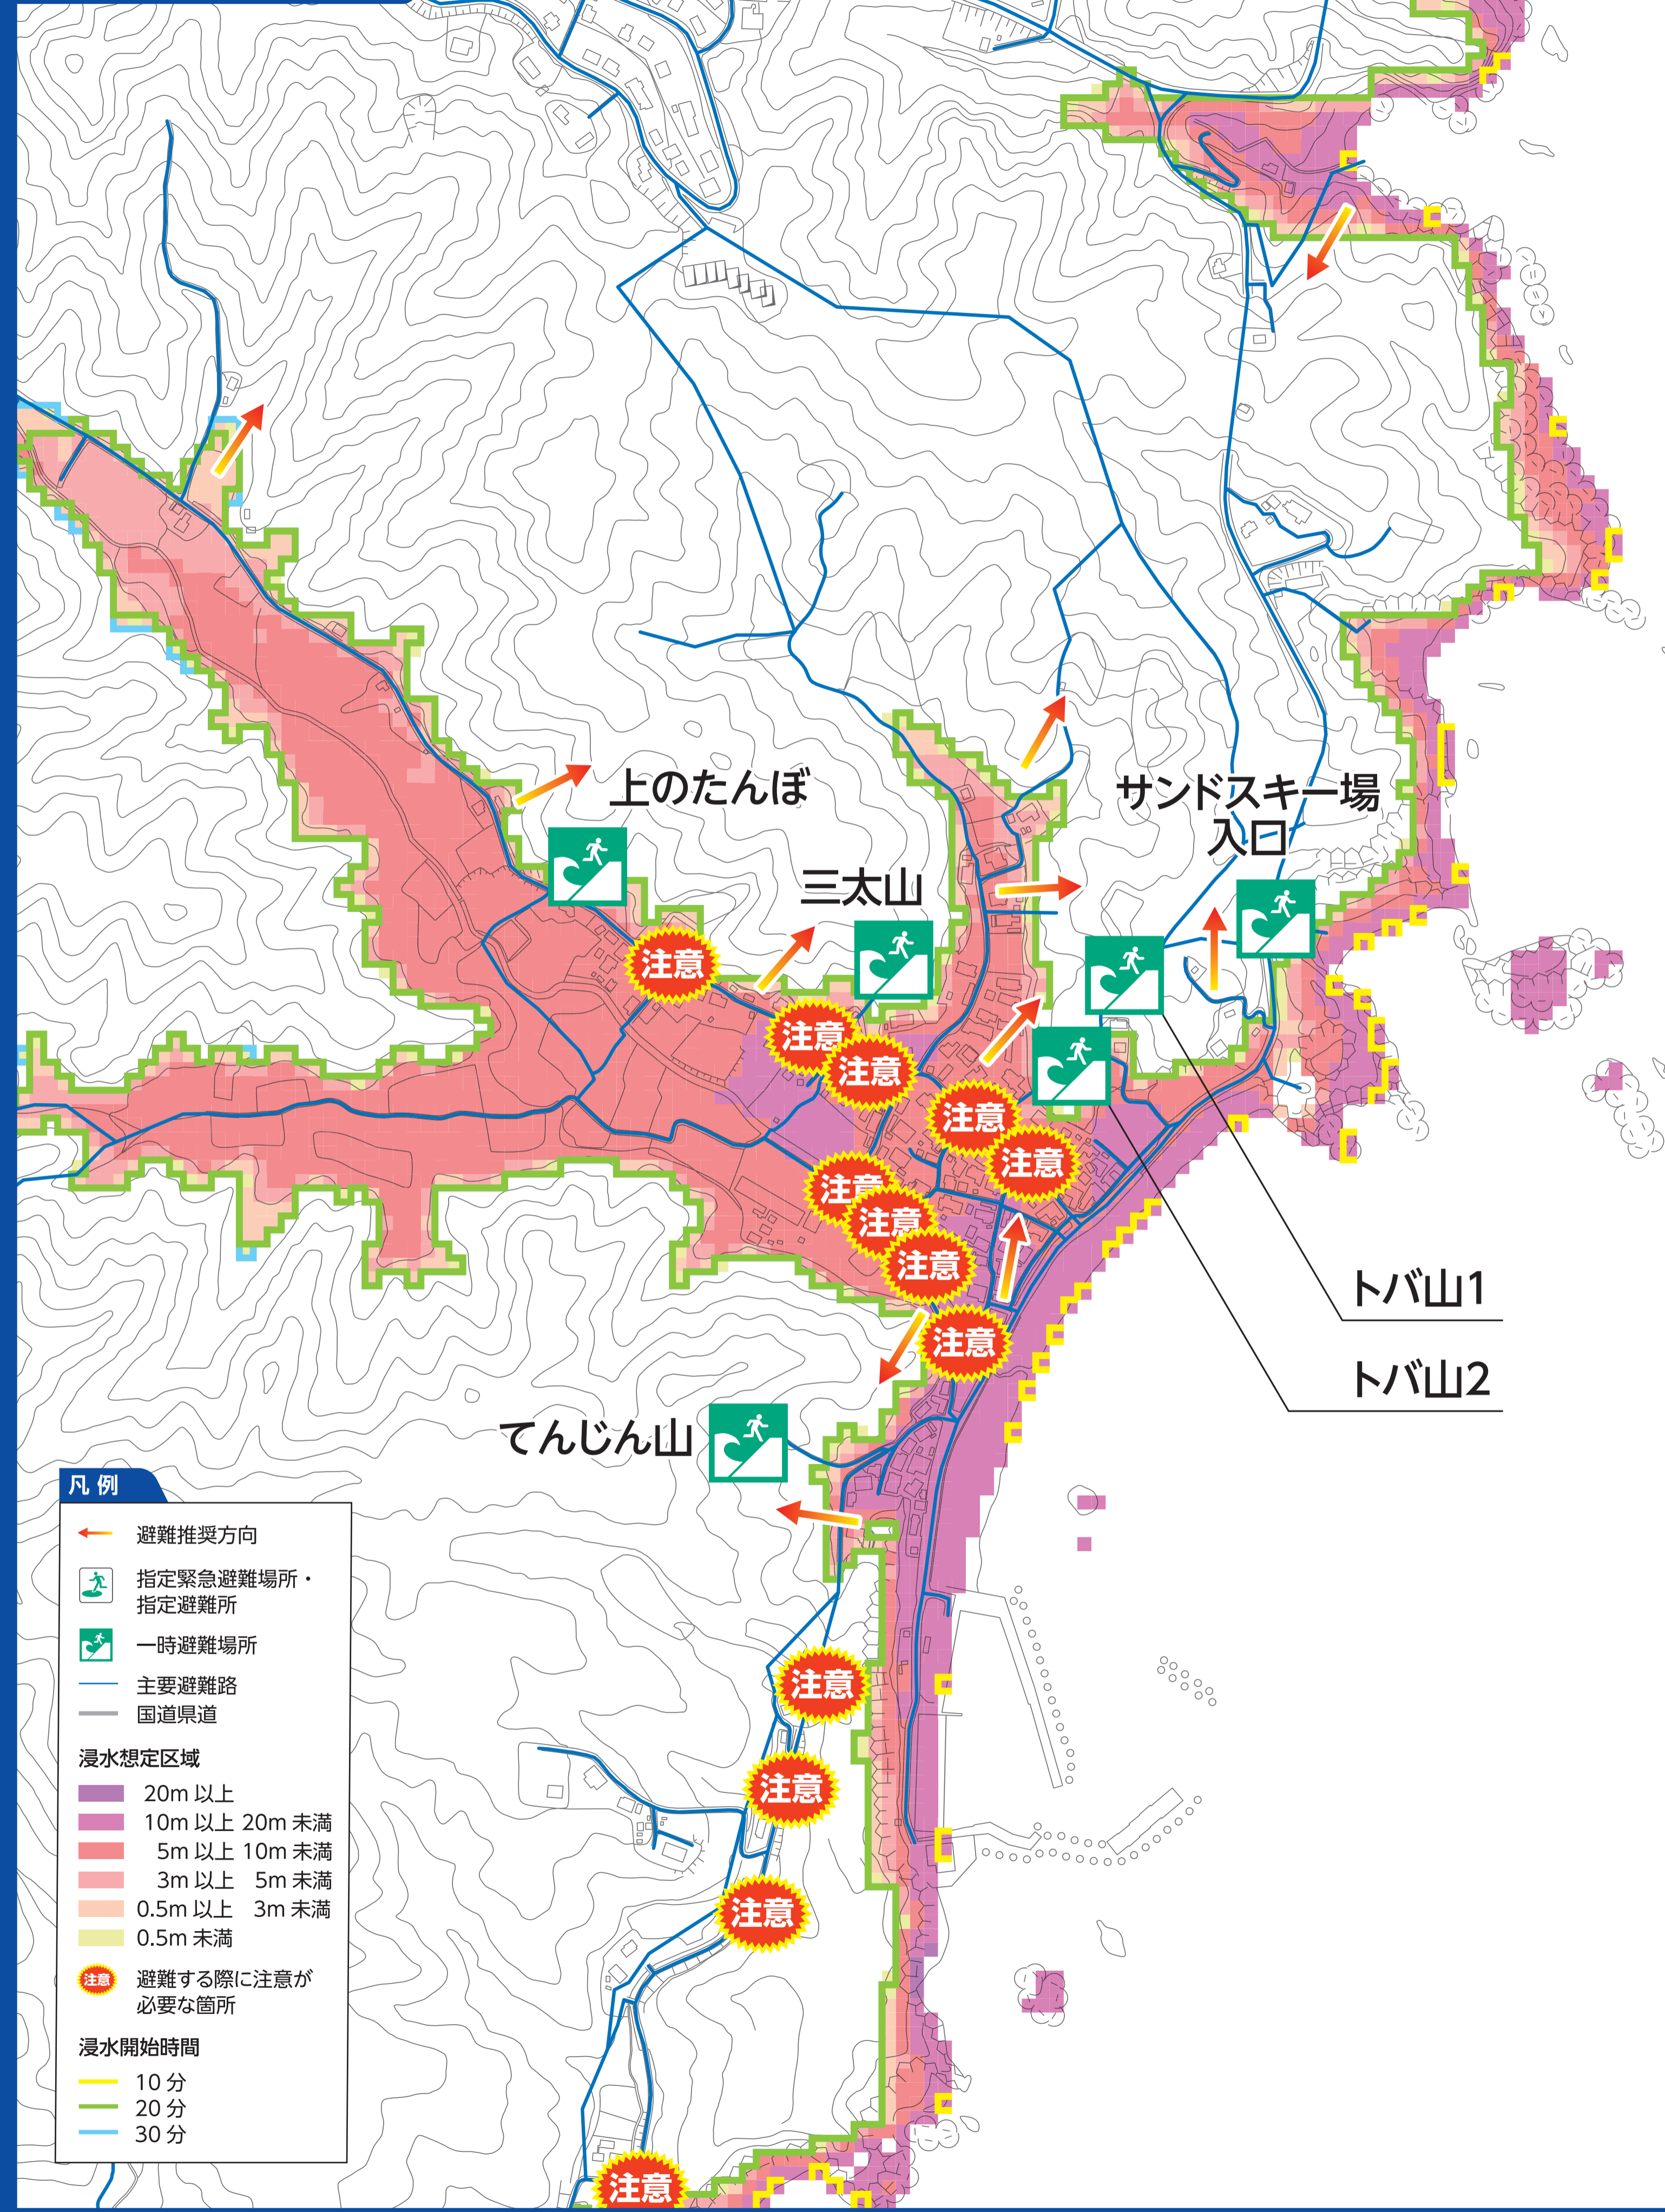 上のたんぼ
サンドスキー場
入口
三太山
注意
注意
注意
注意
注意
注意
注意
注意
注意
トバ山1
トバ山2
てんじん山
注意
注意
注意
注意
凡例
避難推奨方向
指定緊急避難場所・
指定避難所
一時避難場所
主要避難路
国道県道
浸水想定区域
20m 以上
10m 以上 20m 未満
5m 以上 10m 未満
3m 以上 5m 未満
0.5m 以上 3m 未満
0.5m 未満
注意 避難する際に注意が
必要な箇所
浸水開始時間
10 分
20 分
30 分